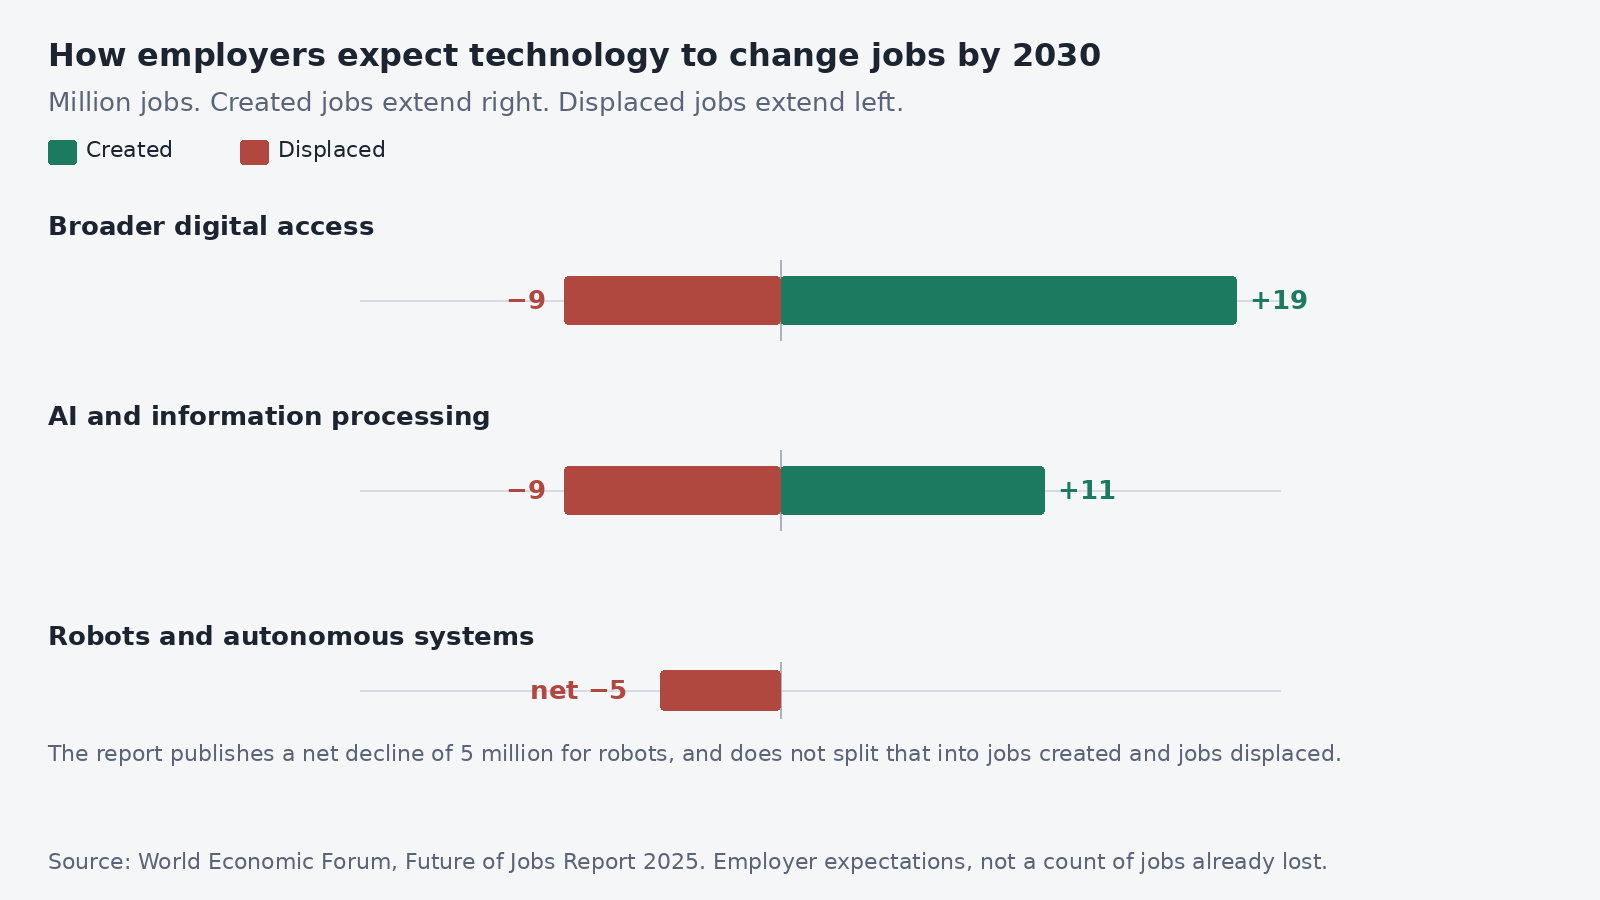 How employers expect technology to change jobs by 2030
Million jobs. Created jobs extend right. Displaced jobs extend left.
Created
Displaced
Broader digital access
−9
+19
AI and information processing
−9
+11
Robots and autonomous systems
net −5
The report publishes a net decline of 5 million for robots, and does not split that into jobs created and jobs displaced.
Source: World Economic Forum, Future of Jobs Report 2025. Employer expectations, not a count of jobs already lost.